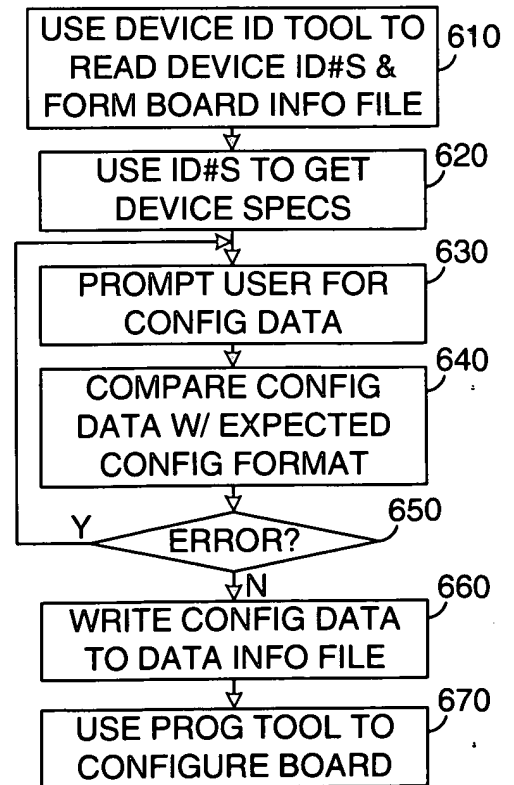 USE DEVICE ID TOOL TO
READ DEVICE ID#S &
FORM BOARD INFO FILE
610
USE ID#S TO GET
DEVICE SPECS
620
PROMPT USER FOR
CONFIG DATA
630
COMPARE CONFIG
DATA W/ EXPECTED
CONFIG FORMAT
640
Y
ERROR?
650
N
WRITE CONFIG DATA
TO DATA INFO FILE
660
USE PROG TOOL TO
CONFIGURE BOARD
670